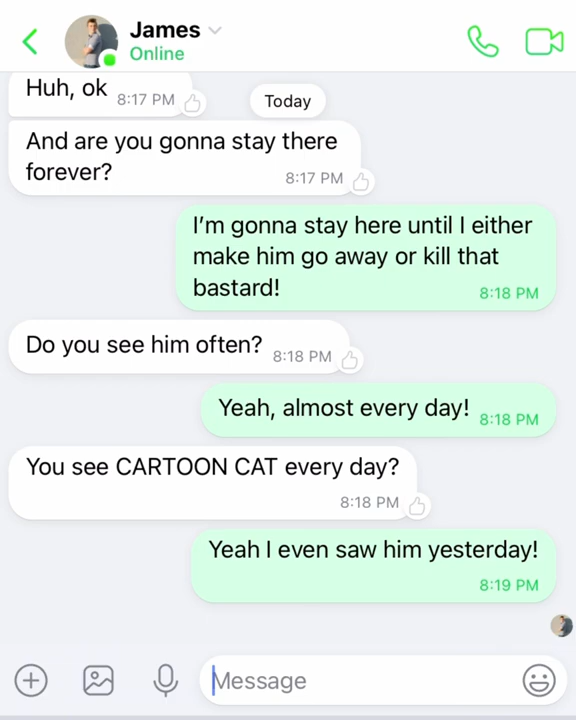 James
Online
Huh, ok
8:17 PM
Today
And are you gonna stay there
forever?
8:17 PM
I’m gonna stay here until I either
make him go away or kill that
bastard!
8:18 PM
Do you see him often?
8:18 PM
Yeah, almost every day!
8:18 PM
You see CARTOON CAT every day?
8:18 PM
Yeah I even saw him yesterday!
8:19 PM
Message